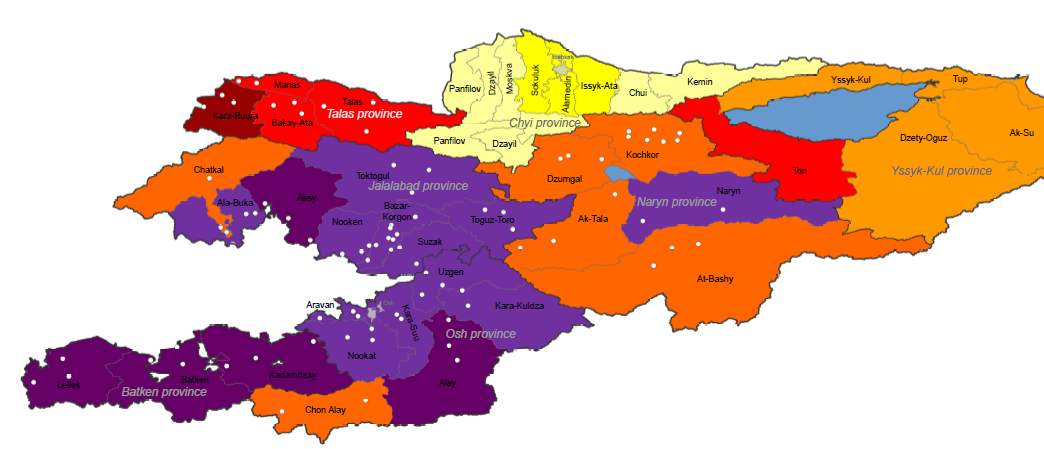 Bishkek
Yssyk-Kul
Tup
Kemin
Manas
Panfilov
Dzayil
Moskva
Sokuluk
Alamedin
Issyk-Ata
Chui
Talas
Talas province
Kara-Buura
Bakay-Ata
Chyi province
Dzety-Oguz
Ak-Su
Panfilov
Dzayil
Kochkor
Chatkal
Toktogul
Dzumgal
Ton
Yssyk-Kul province
Jalalabad province
Naryn
Naryn province
Ala-Buka
Aksy
Bazar-
Korgon
Nooken
Toguz-Toro
Ak-Tala
Suzak
Uzgen
At-Bashy
Aravan
Osh
Kara-Suu
Kara-Kuldza
Osh province
Nookat
Leilek
Batken
Batken province
Kadamozay
Alay
Chon Alay